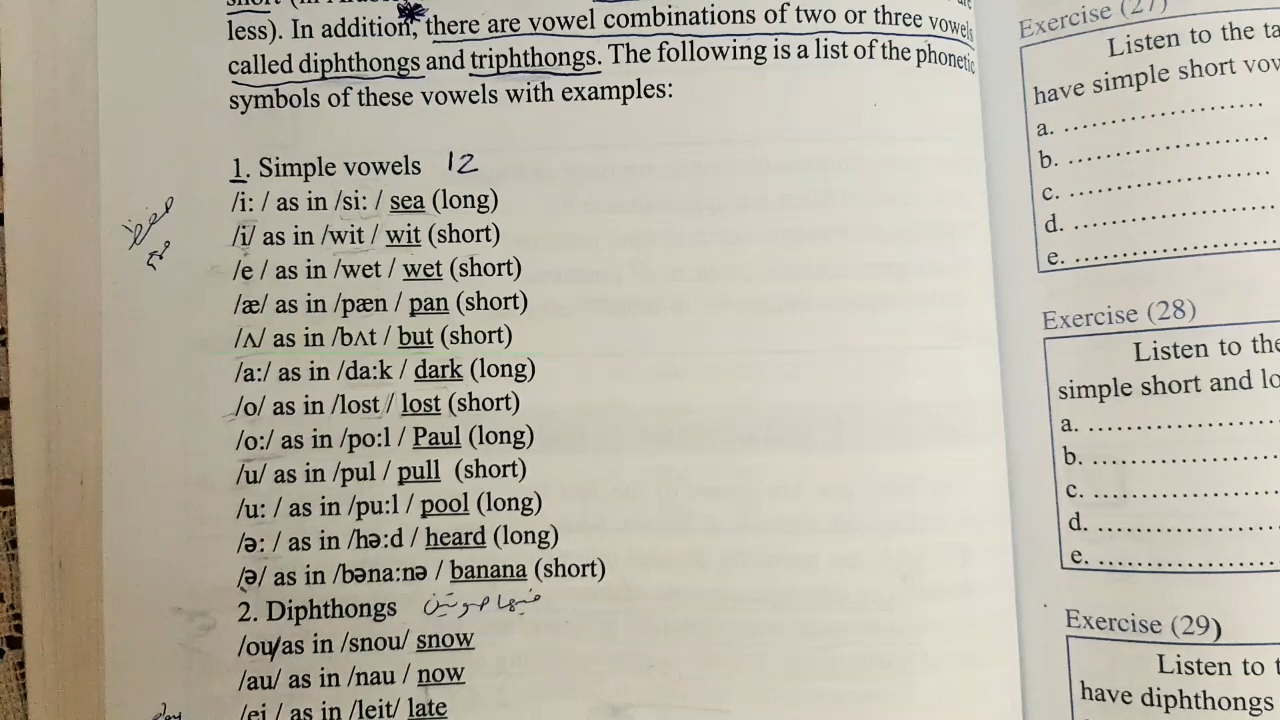 less). In addition, there are vowel combinations of two or three vowels
called diphthongs and triphthongs. The following is a list of the phonetic
symbols of these vowels with examples:
1. Simple vowels 12
/i: / as in /si: / sea (long)
/i/ as in /wit / wit (short)
/e / as in /wet / wet (short)
/æ/ as in /pæn / pan (short)
/ʌ/ as in /bʌt / but (short)
/a:/ as in /da:k / dark (long)
/o/ as in /lost / lost (short)
/o:/ as in /po:l / Paul (long)
/u/ as in /pul / pull (short)
/u: / as in /pu:l / pool (long)
/ə: / as in /hə:d / heard (long)
/ə/ as in /bəna:nə / banana (short)
2. Diphthongs فيها صوتين
/ou/as in /snou/ snow
/au/ as in /nau / now
/ei / as in /leit/ late
Exercise (27)
Listen to the ta
have simple short vov
a. ....................
b. ....................
c. ....................
d. ....................
e. ....................
Exercise (28)
Listen to the
simple short and lo
a. ....................
b. ....................
c. ....................
d. ....................
e. ....................
Exercise (29)
Listen to t
have diphthongs